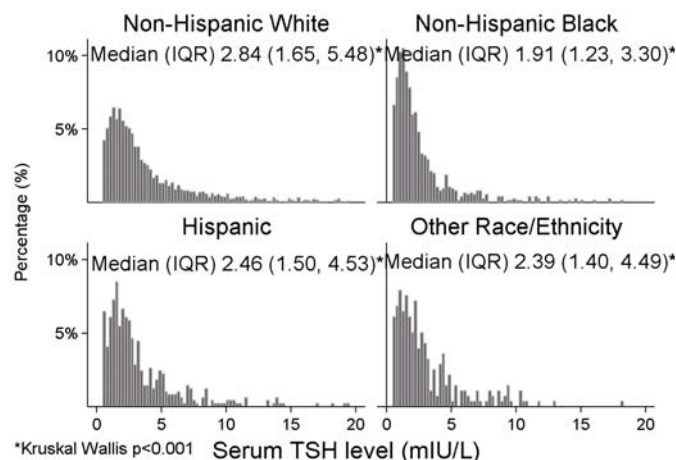 Non-Hispanic White
Non-Hispanic Black
10%
Median (IQR) 2.84 (1.65, 5.48)*
Median (IQR) 1.91 (1.23, 3.30)*
5%
Percentage (%)
Hispanic
Other Race/Ethnicity
10%
Median (IQR) 2.46 (1.50, 4.53)*
Median (IQR) 2.39 (1.40, 4.49)*
5%
0 5 10 15 20
0 5 10 15 20
*Kruskal Wallis p<0.001
Serum TSH level (mIU/L)